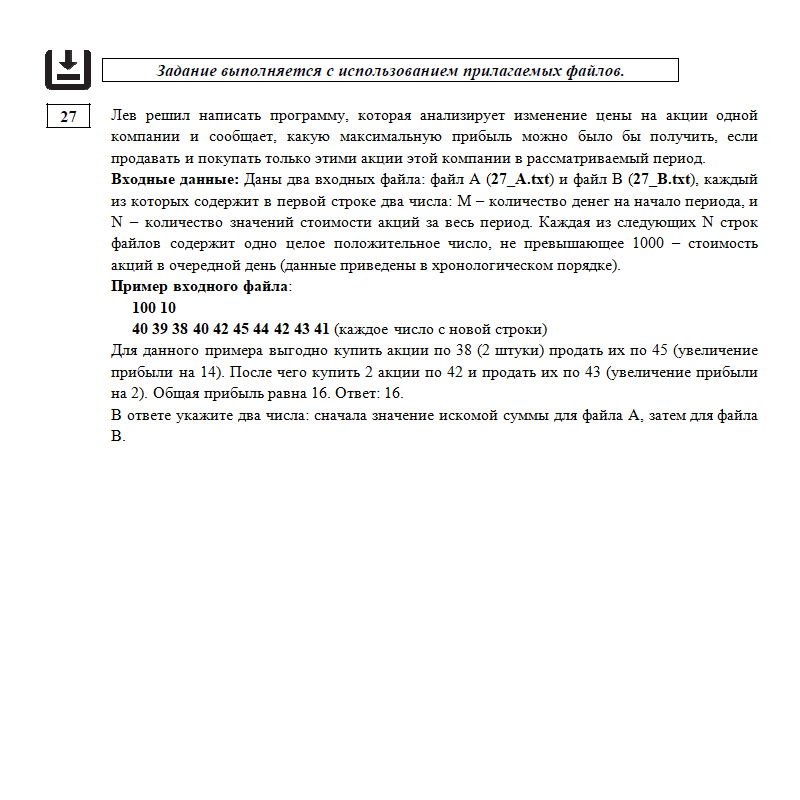 Задание выполняется с использованием прилагаемых файлов.
27
Лев решил написать программу, которая анализирует изменение цены на акции одной
компании и сообщает, какую максимальную прибыль можно было бы получить, если
продавать и покупать только этими акции этой компании в рассматриваемый период.
Входные данные: Даны два входных файла: файл A (27_A.txt) и файл B (27_B.txt), каждый
из которых содержит в первой строке два числа: M – количество денег на начало периода, и
N – количество значений стоимости акций за весь период. Каждая из следующих N строк
файлов содержит одно целое положительное число, не превышающее 1000 – стоимость
акций в очередной день (данные приведены в хронологическом порядке).
Пример входного файла:
100 10
40 39 38 40 42 45 44 42 43 41 (каждое число с новой строки)
Для данного примера выгодно купить акции по 38 (2 штуки) продать их по 45 (увеличение
прибыли на 14). После чего купить 2 акции по 42 и продать их по 43 (увеличение прибыли
на 2). Общая прибыль равна 16. Ответ: 16.
В ответе укажите два числа: сначала значение искомой суммы для файла A, затем для файла
B.